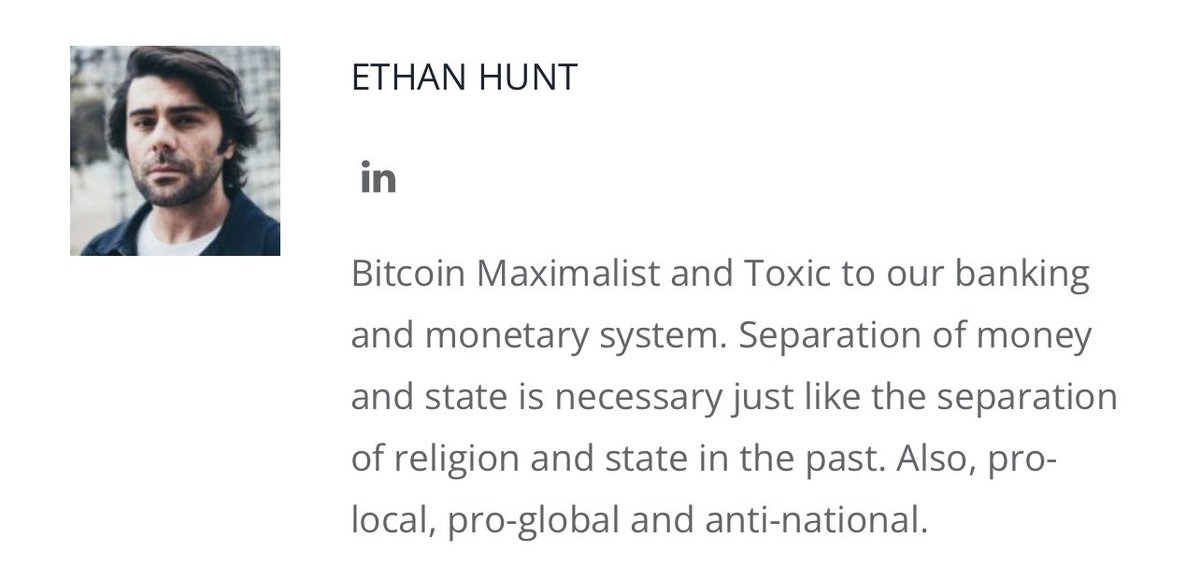 ETHAN HUNT
in
Bitcoin Maximalist and Toxic to our banking
and monetary system. Separation of money
and state is necessary just like the separation
of religion and state in the past. Also, pro-
local, pro-global and anti-national.